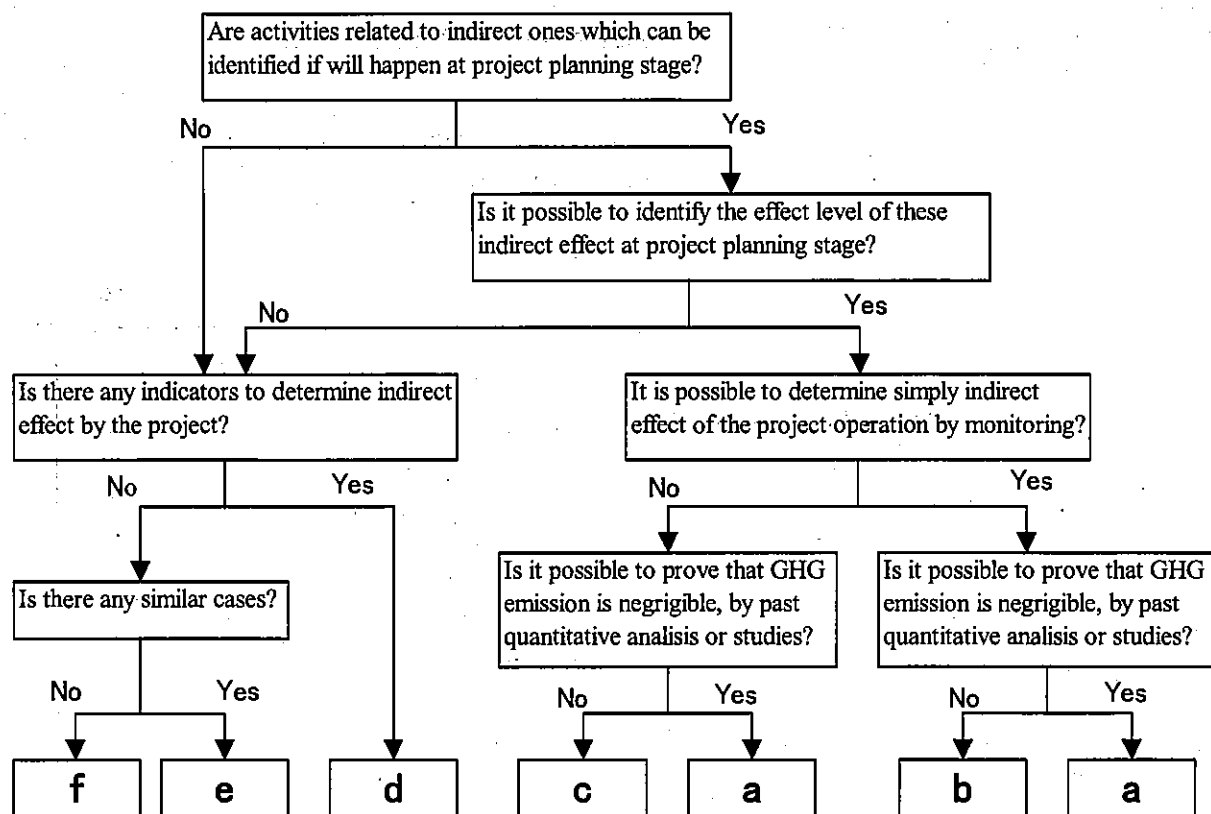 Are activities related to indirect ones which can be
identified if will happen at project planning stage?
No
Yes
Is it possible to identify the effect level of these
indirect effect at project planning stage?
No
Yes
Is there any indicators to determine indirect
effect by the project?
It is possible to determine simply indirect
effect of the project operation by monitoring?
No
Yes
No
Yes
Is there any similar cases?
Is it possible to prove that GHG
emission is negrigible, by past
quantitative analisis or studies?
Is it possible to prove that GHG
emission is negrigible, by past
quantitative analisis or studies?
No
Yes
No
Yes
No
Yes
f
e
d
c
a
b
a